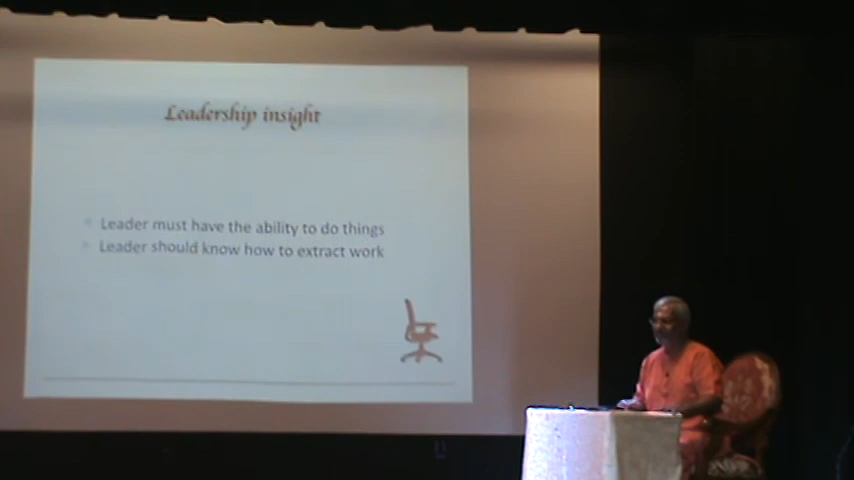 Leadership insight
Leader must have the ability to do things
Leader should know how to extract work